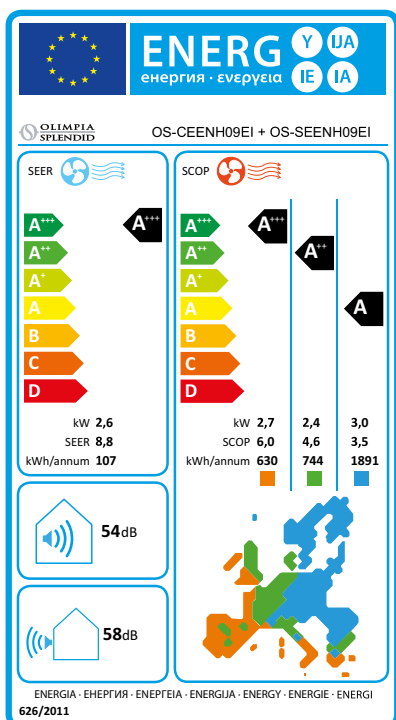 ENERG Y IJA
енергия · ενεργεια IE IA
OLIMPIA
SPLENDID
OS-CEENH09EI + OS-SEENH09EI
SEER
A+++
A+++
A++
A+
A
B
C
D
kW 2,6
SEER 8,8
kWh/annum 107
SCOP
A+++
A+++
A++
A++
A+
A
A
B
C
D
kW 2,7 2,4 3,0
SCOP 6,0 4,6 3,5
kWh/annum 630 744 1891
54dB
58dB
ENERGIA · ЕНЕРГИЯ · ΕΝΕΡΓΕΙΑ · ENERGIJA · ENERGY · ENERGIE · ENERGI
626/2011